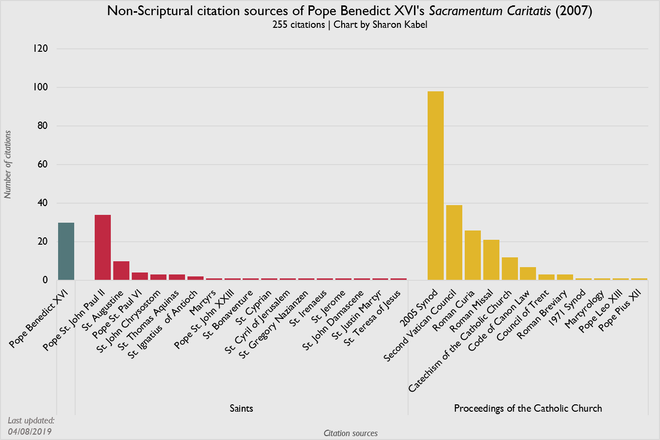 Non-Scriptural citation sources of Pope Benedict XVI's Sacramentum Caritatis (2007)
255 citations | Chart by Sharon Kabel
120
100
80
60
40
20
0
Number of citations
Pope Benedict XVI
Pope St. John Paul II
St. Augustine
Pope St. Paul VI
St. John Chrysostom
St. Thomas Aquinas
St. Ignatius of Antioch
Martyrs
Pope St. John XXIII
St. Bonaventure
St. Cyprian
St. Cyril of Jerusalem
St. Gregory Nazianzen
St. Irenaeus
St. Jerome
St. John Damascene
St. Justin Martyr
St. Teresa of Jesus
2005 Synod
Second Vatican Council
Roman Curia
Roman Missal
Catechism of the Catholic Church
Code of Canon Law
Council of Trent
Roman Breviary
1971 Synod
Martyrology
Pope Leo XIII
Pope Pius XII
Saints
Proceedings of the Catholic Church
Last updated:
04/08/2019
Citation sources